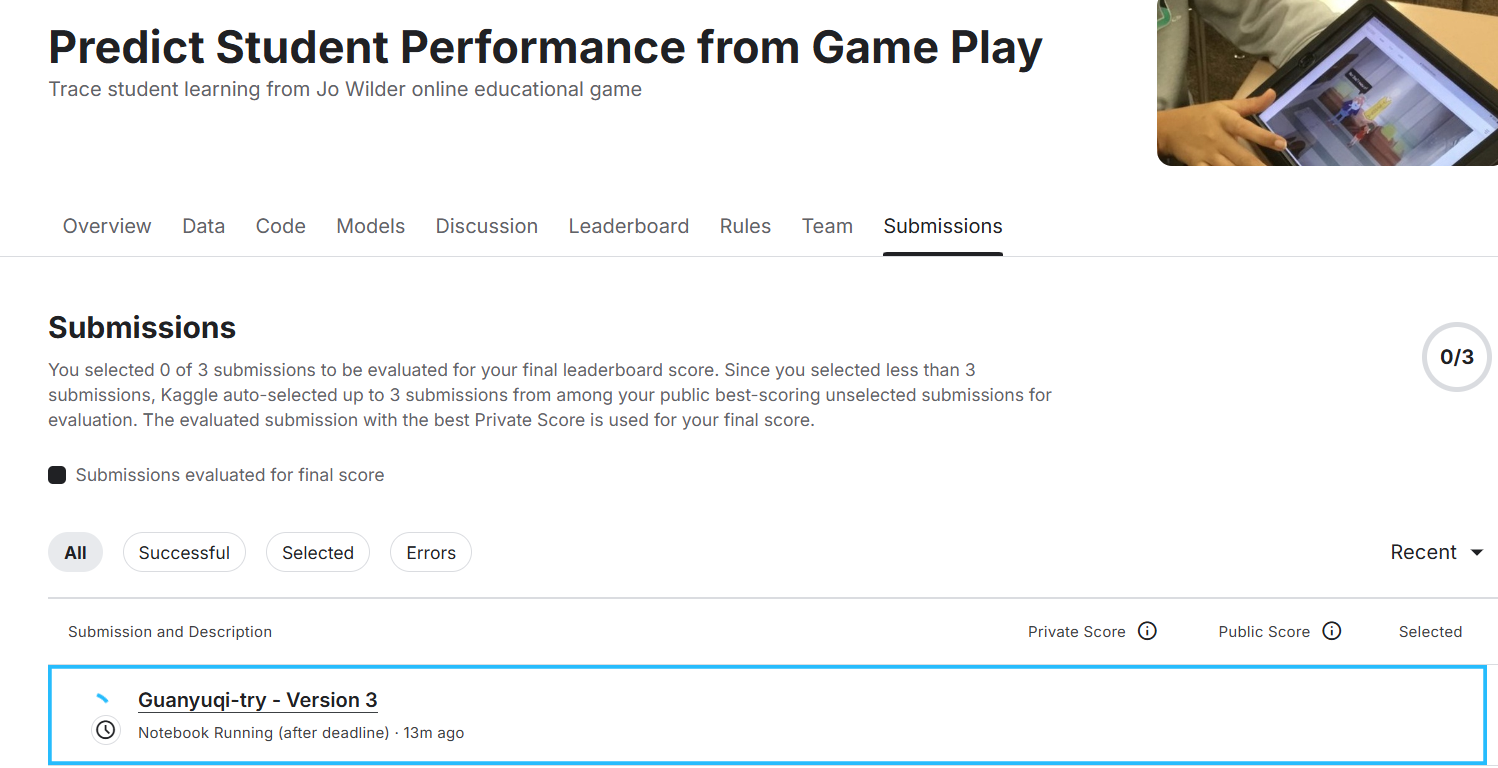 Predict Student Performance from Game Play
Trace student learning from Jo Wilder online educational game
Overview Data Code Models Discussion Leaderboard Rules Team Submissions
Submissions
You selected 0 of 3 submissions to be evaluated for your final leaderboard score. Since you selected less than 3
submissions, Kaggle auto-selected up to 3 submissions from among your public best-scoring unselected submissions for
evaluation. The evaluated submission with the best Private Score is used for your final score.
0/3
Submissions evaluated for final score
All Successful Selected Errors Recent
Submission and Description Private Score Public Score Selected
Guanyuqi-try - Version 3
Notebook Running (after deadline) · 13m ago